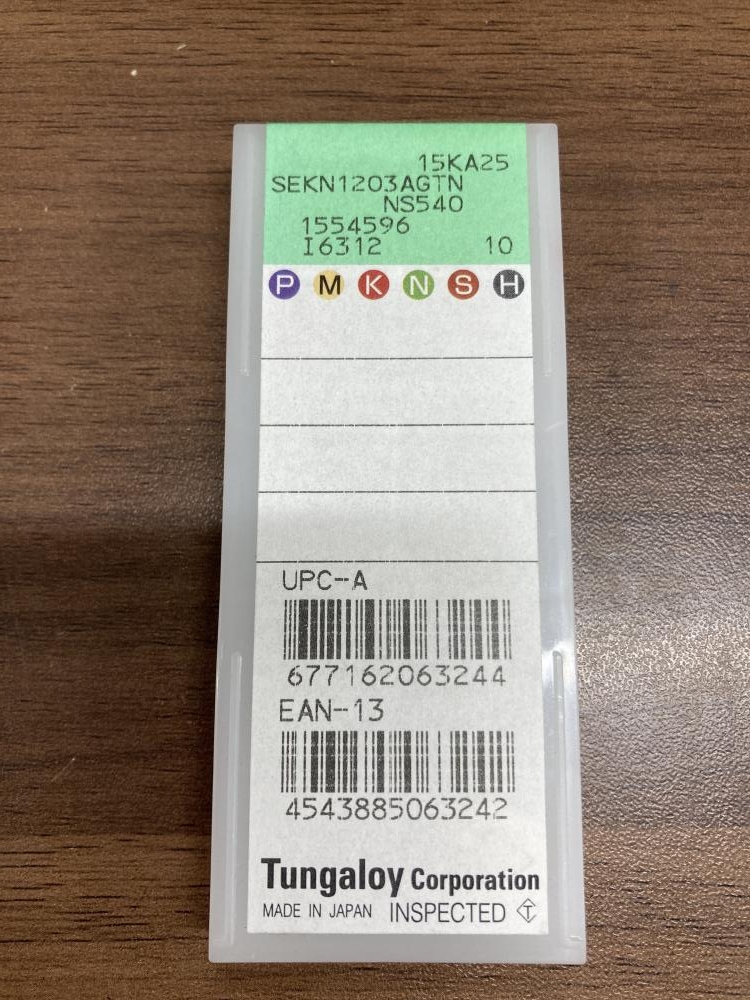 15KA25
SEKN1203AGTN
NS540
1554596
I6312 10
P M K N S H
UPC-A
677162063244
EAN-13
4543885063242
Tungaloy Corporation
MADE IN JAPAN INSPECTED T